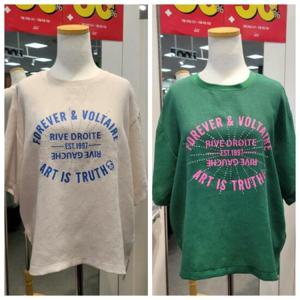 FOREVER & VOLTAIRE
RIVE DROITE
EST.1997
RIVE GAUCHE
ART IS TRUTH
FOREVER & VOLTAIRE
RIVE DROITE
EST.1997
RIVE GAUCHE
ART IS TRUTH